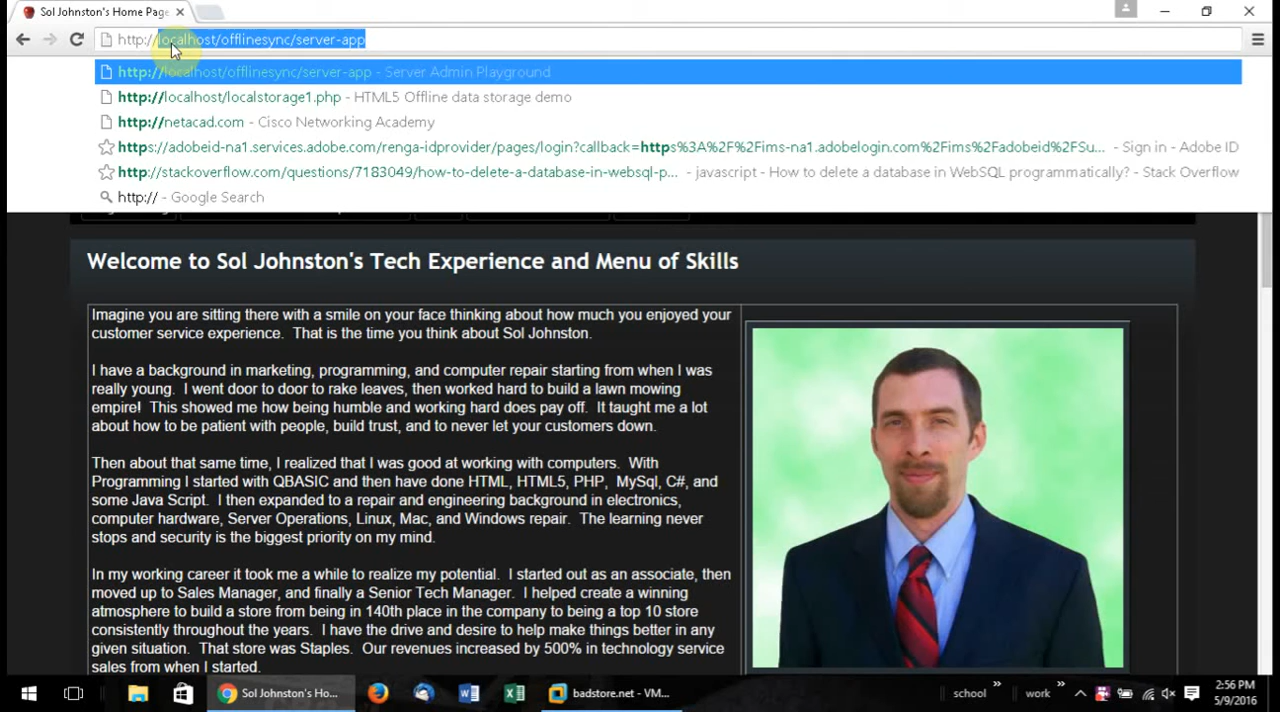 Sol Johnston's Home Page
http://localhost/offlinesync/server-app
http://localhost/offlinesync/server-app - Server Admin Playground
http://localhost/localstorage1.php - HTML5 Offline data storage demo
http://netacad.com - Cisco Networking Academy
https://adobeid-na1.services.adobe.com/renga-idprovider/pages/login?callback=https%3A%2F%2Fims-na1.adobelogin.com%2Fims%2Fadobeid%2FSu... - Sign in - Adobe ID
http://stackoverflow.com/questions/7183049/how-to-delete-a-database-in-websql-p... - javascript - How to delete a database in WebSQL programmatically? - Stack Overflow
http:// - Google Search
Welcome to Sol Johnston's Tech Experience and Menu of Skills
Imagine you are sitting there with a smile on your face thinking about how much you enjoyed your
customer service experience. That is the time you think about Sol Johnston.
I have a background in marketing, programming, and computer repair starting from when I was
really young. I went door to door to rake leaves, then worked hard to build a lawn mowing
empire! This showed me how being humble and working hard does pay off. It taught me a lot
about how to be patient with people, build trust, and to never let your customers down.
Then about that same time, I realized that I was good at working with computers. With
Programming I started with QBASIC and then have done HTML, HTML5, PHP, MySql, C#, and
some Java Script. I then expanded to a repair and engineering background in electronics,
computer hardware, Server Operations, Linux, Mac, and Windows repair. The learning never
stops and security is the biggest priority on my mind.
In my working career it took me a while to realize my potential. I started out as an associate, then
moved up to Sales Manager, and finally a Senior Tech Manager. I helped create a winning
atmosphere to build a store from being in 140th place in the company to being a top 10 store
consistently throughout the years. I have the drive and desire to help make things better in any
given situation. That store was Staples. Our revenues increased by 500% in technology service
sales from when I started.
Sol Johnston's Ho...
badstore.net - VM...
school
work
2:56 PM
5/9/2016